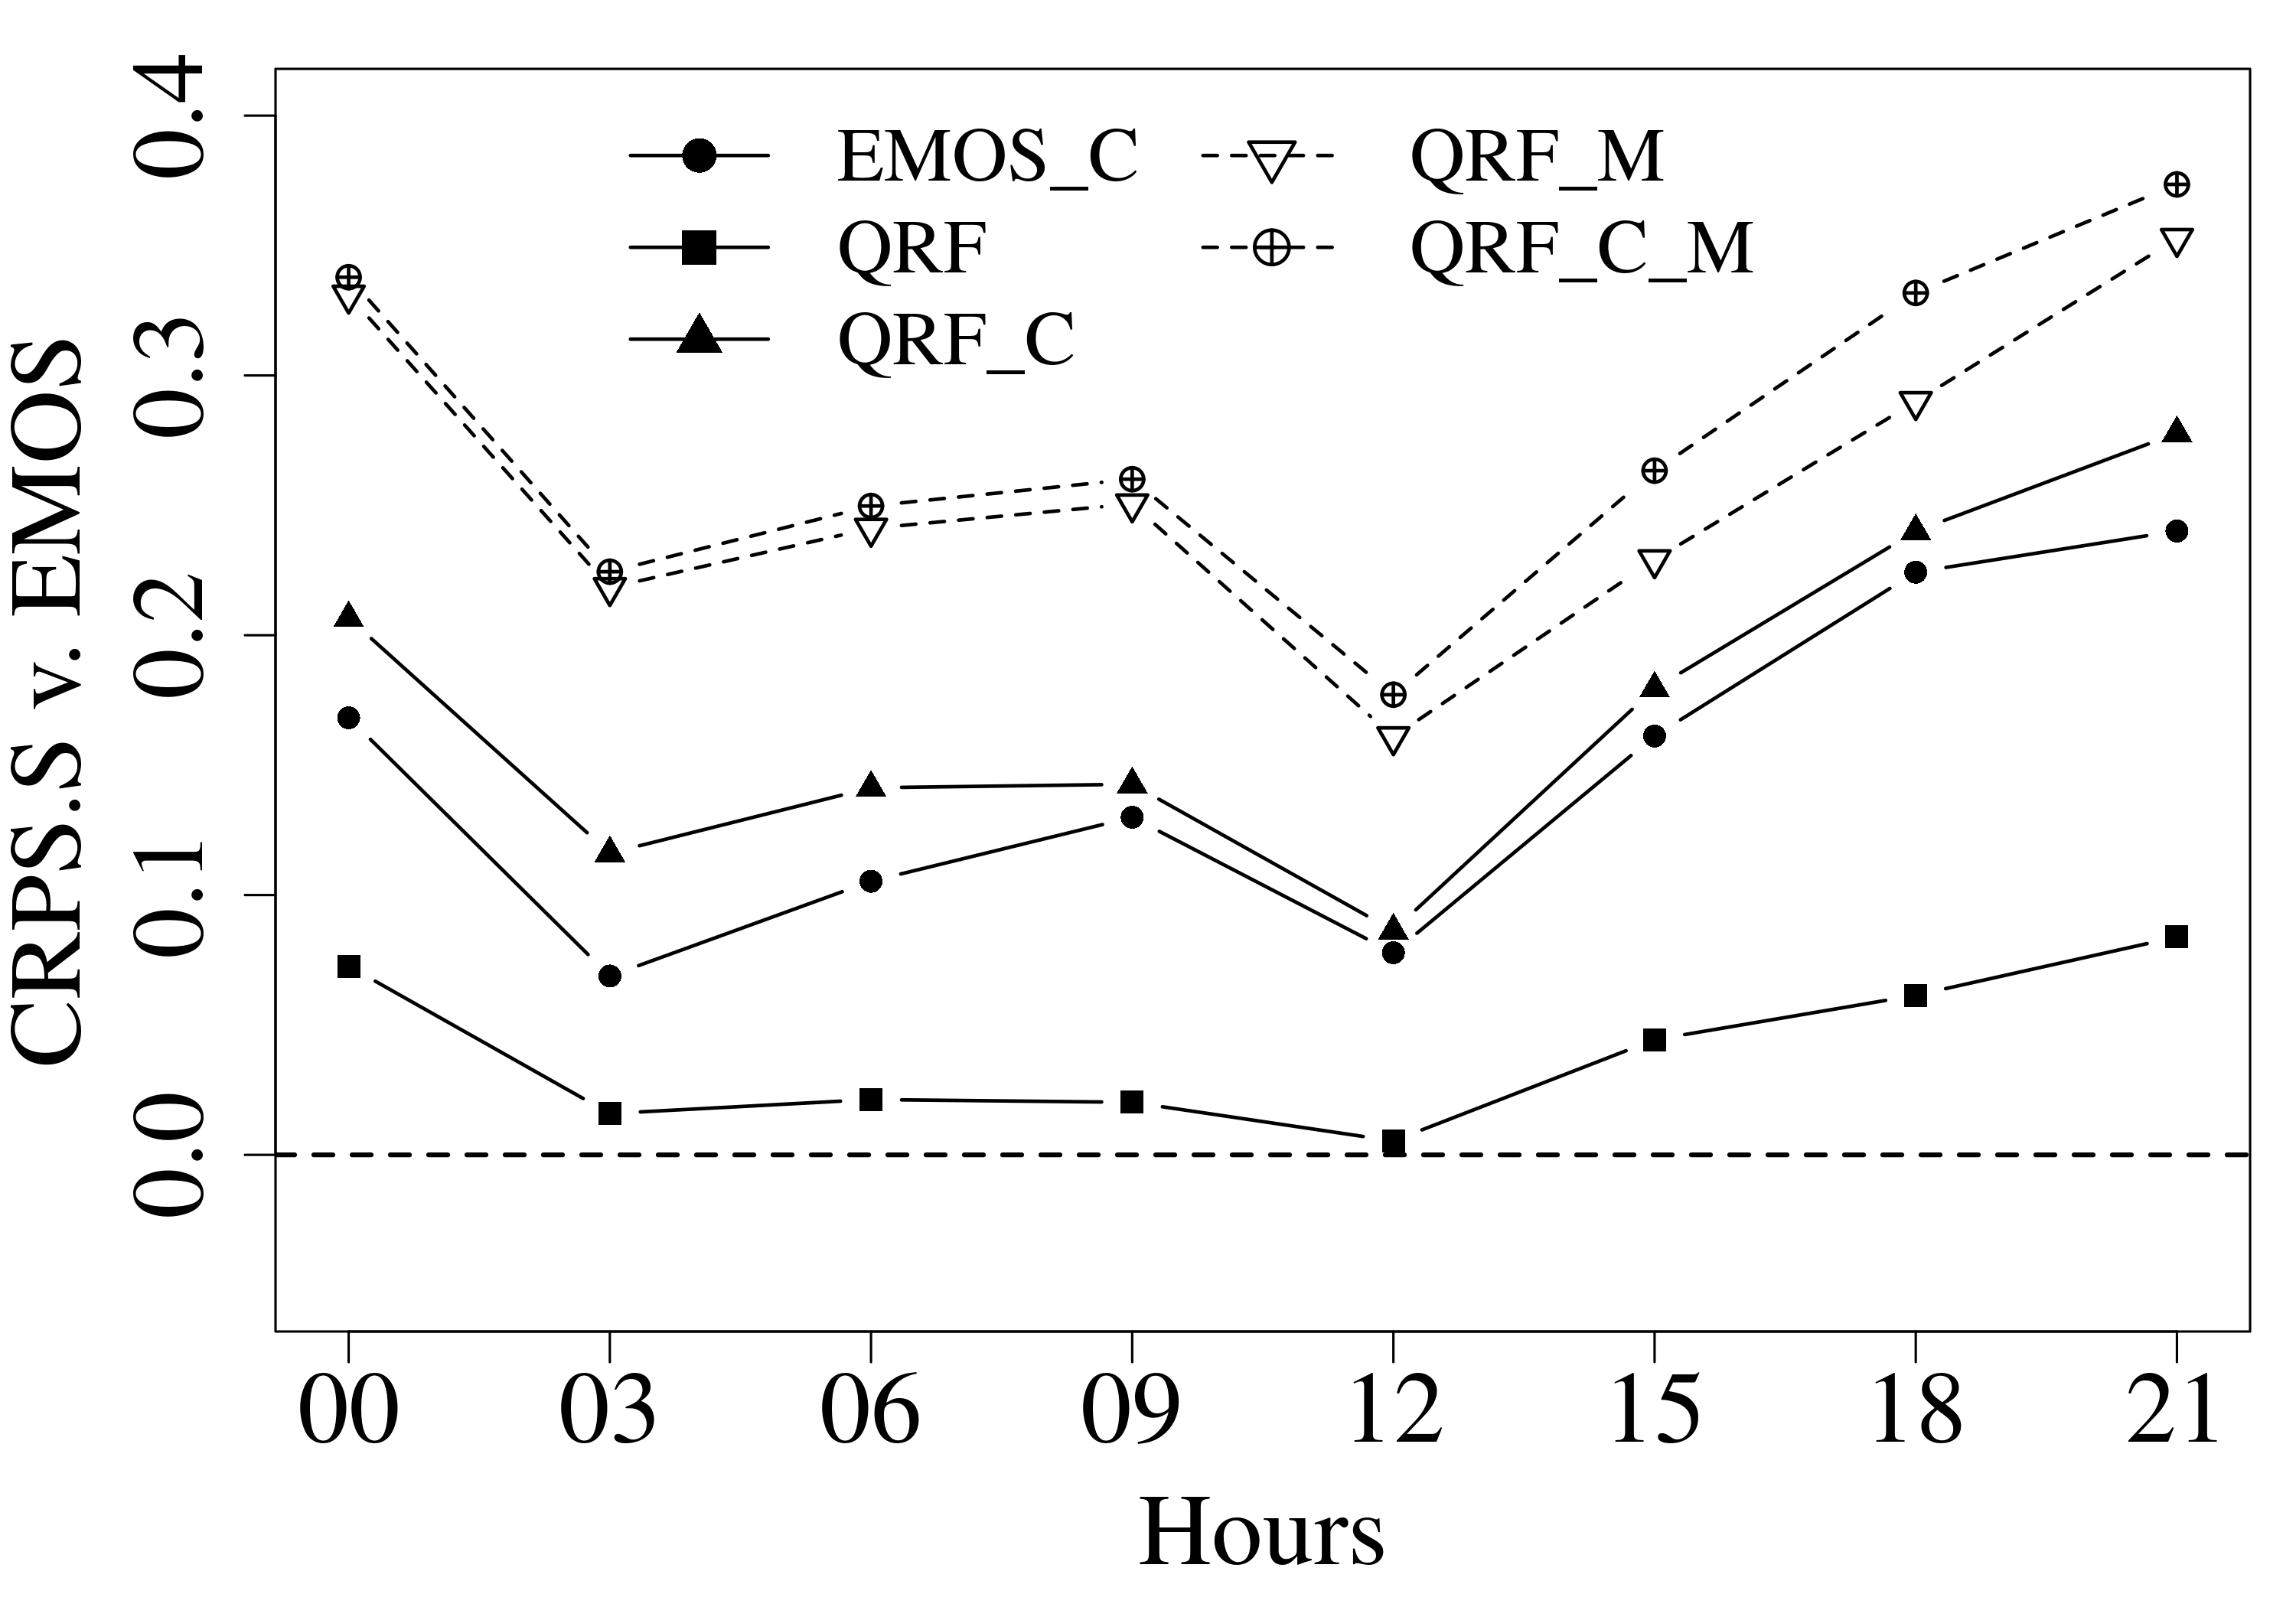 CRPS.S v. EMOS
0.4
0.3
0.2
0.1
0.0
EMOS_C
QRF
QRF_C
QRF_M
QRF_C_M
00 03 06 09 12 15 18 21
Hours